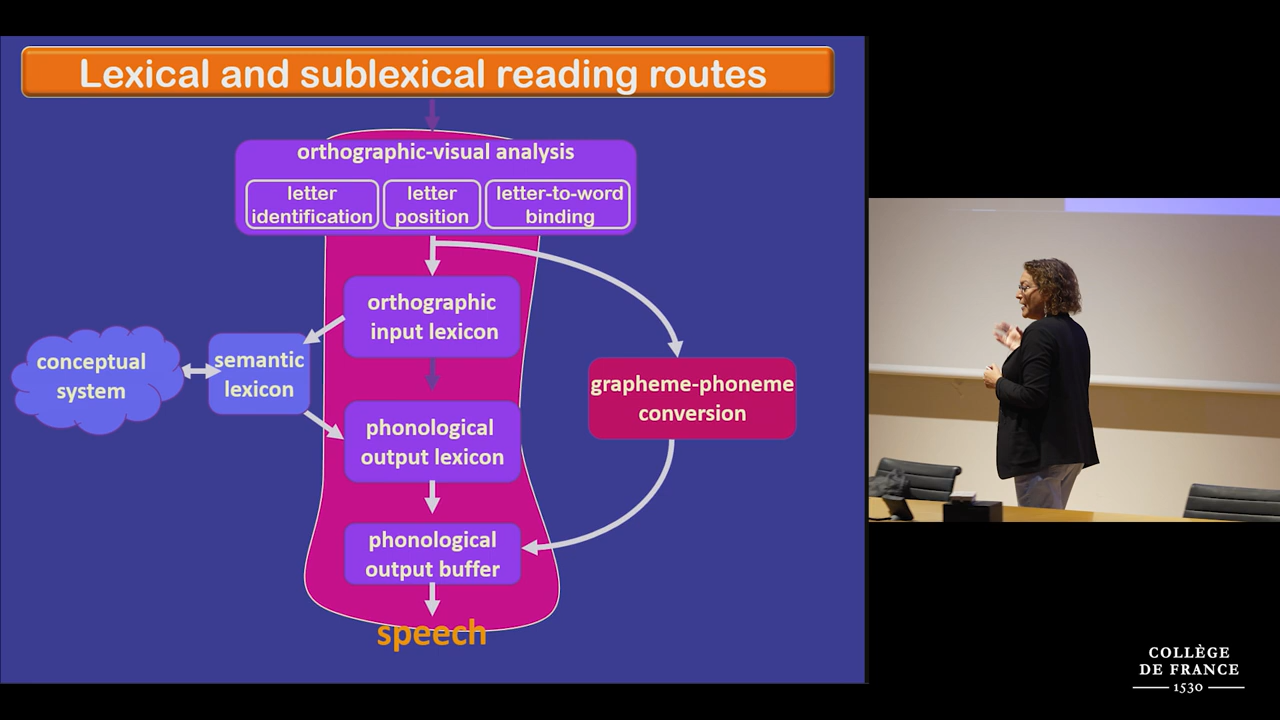 Lexical and sublexical reading routes
orthographic-visual analysis
letter
identification
letter
position
letter-to-word
binding
orthographic
input lexicon
conceptual
system
semantic
lexicon
grapheme-phoneme
conversion
phonological
output lexicon
phonological
output buffer
speech
COLLÈGE
DE FRANCE
1530